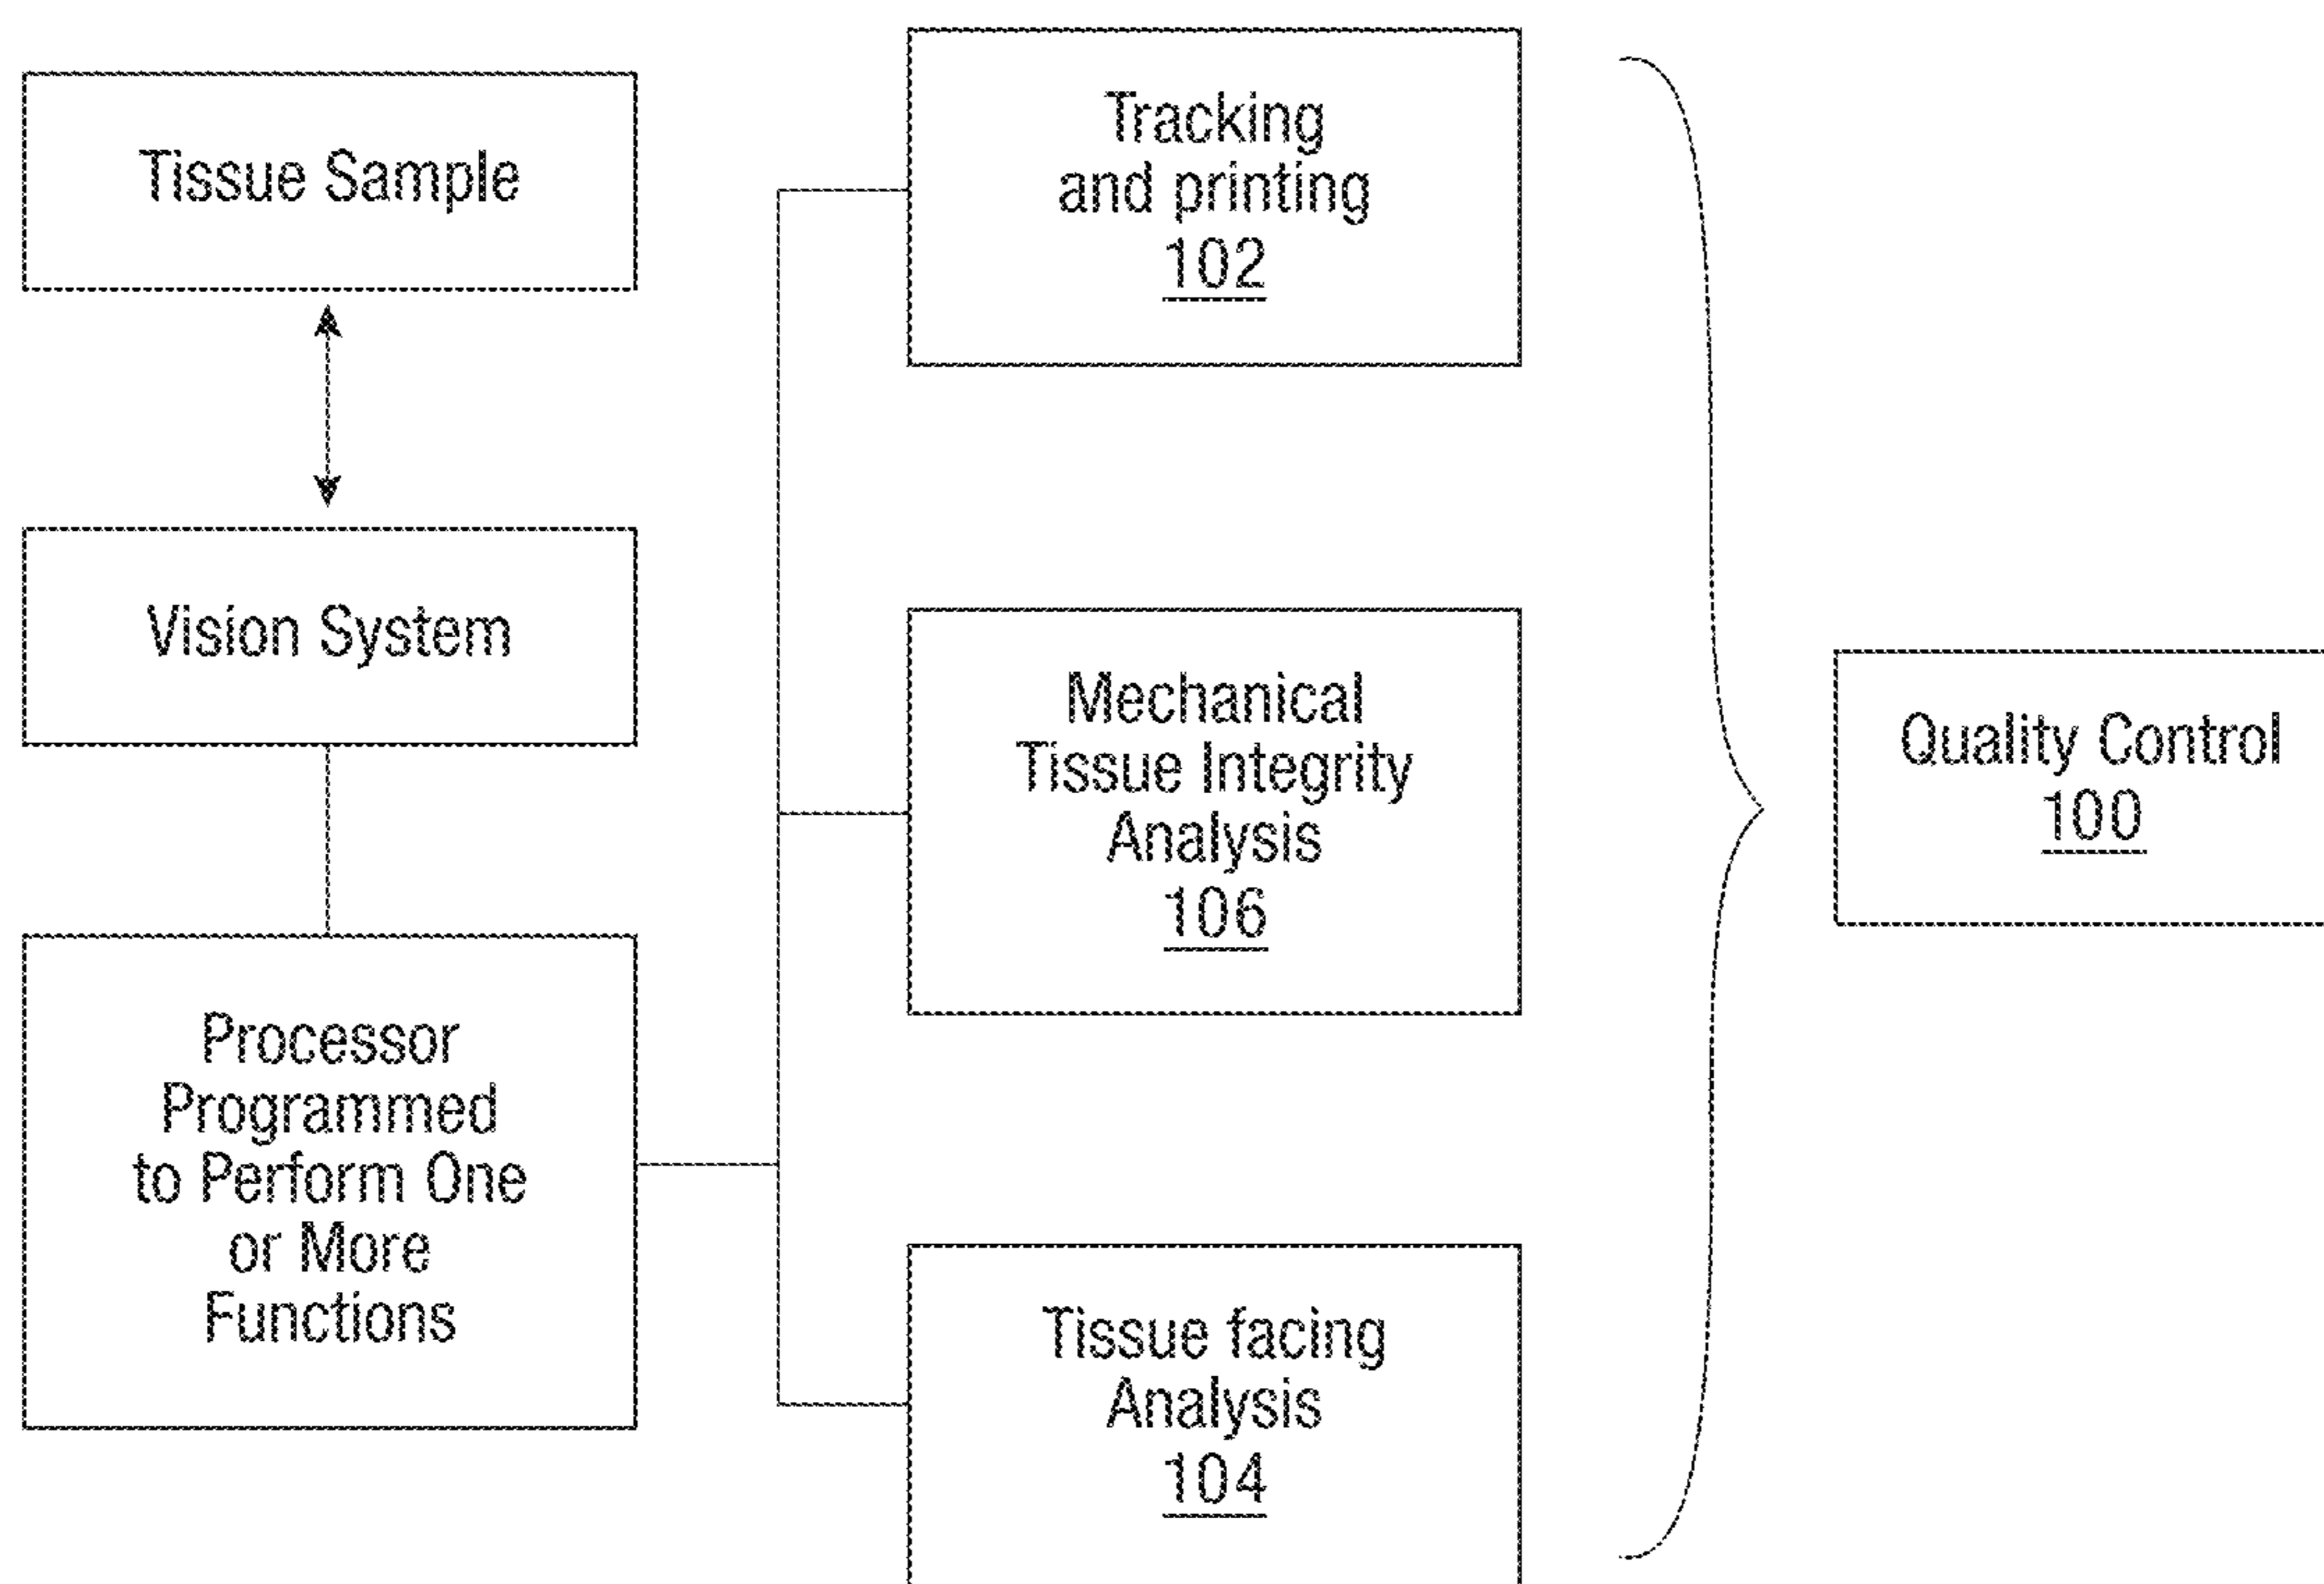 Tissue Sample
Vision System
Processor
Programmed
to Perform One
or More
Functions
Tracking
and printing
102
Mechanical
Tissue Integrity
Analysis
106
Tissue facing
Analysis
104
Quality Control
100